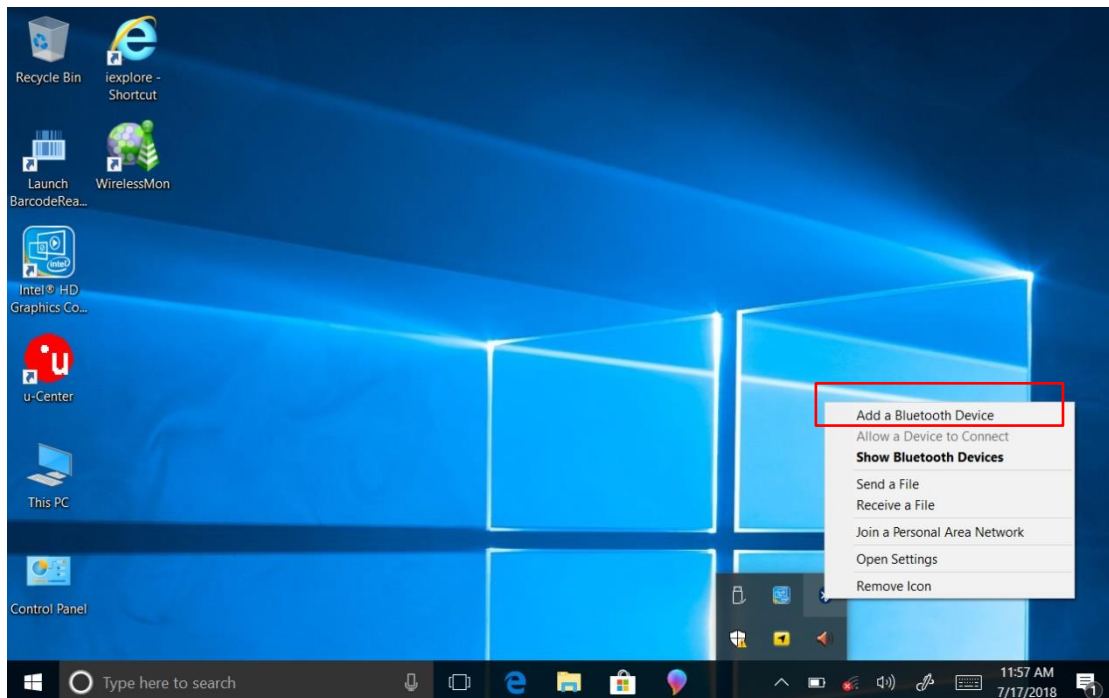 Recycle Bin
iexplore -
Shortcut
Launch
BarcodeRea...
WirelessMon
intel
Intel® HD
Graphics Co...
u
u-Center
This PC
Control Panel
Add a Bluetooth Device
Allow a Device to Connect
Show Bluetooth Devices
Send a File
Receive a File
Join a Personal Area Network
Open Settings
Remove Icon
Type here to search
11:57 AM
7/17/2018
1